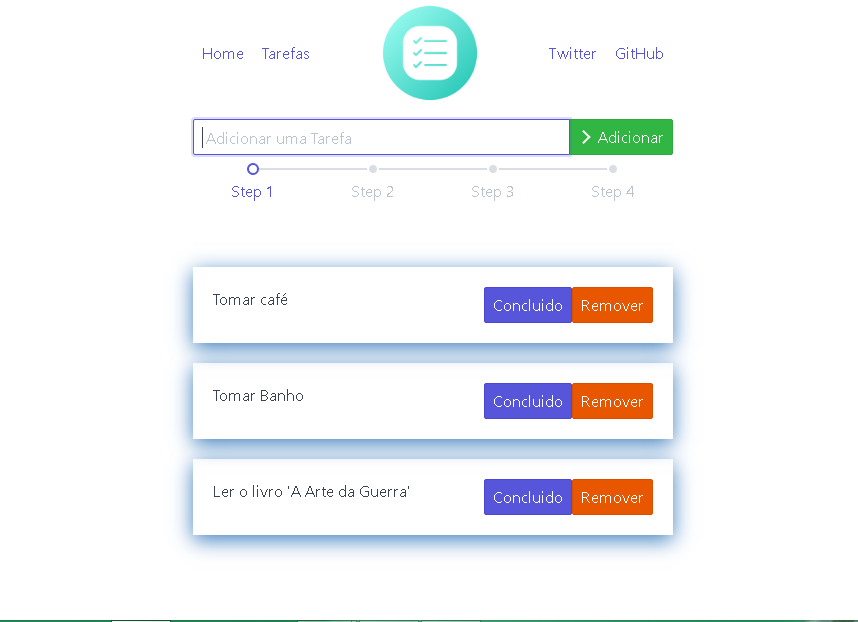 Home Tarefas Twitter GitHub
Adicionar uma Tarefa Adicionar
Step 1 Step 2 Step 3 Step 4
Tomar café Concluido Remover
Tomar Banho Concluido Remover
Ler o livro 'A Arte da Guerra' Concluido Remover